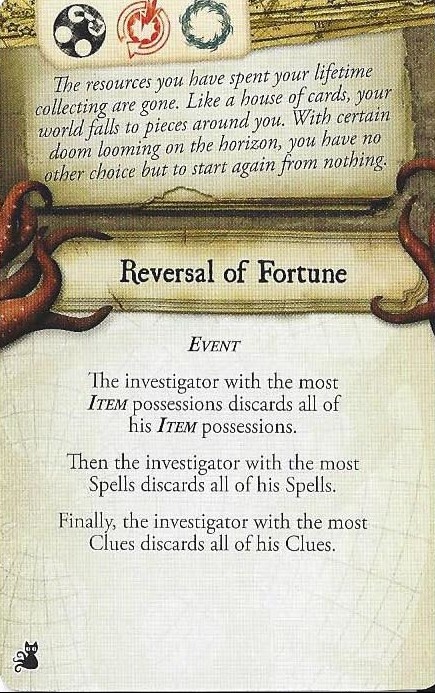 The resources you have spent your lifetime
collecting are gone. Like a house of cards, your
world falls to pieces around you. With certain
doom looming on the horizon, you have no
other choice but to start again from nothing.
Reversal of Fortune
EVENT
The investigator with the most
ITEM possessions discards all of
his ITEM possessions.
Then the investigator with the most
Spells discards all of his Spells.
Finally, the investigator with the most
Clues discards all of his Clues.